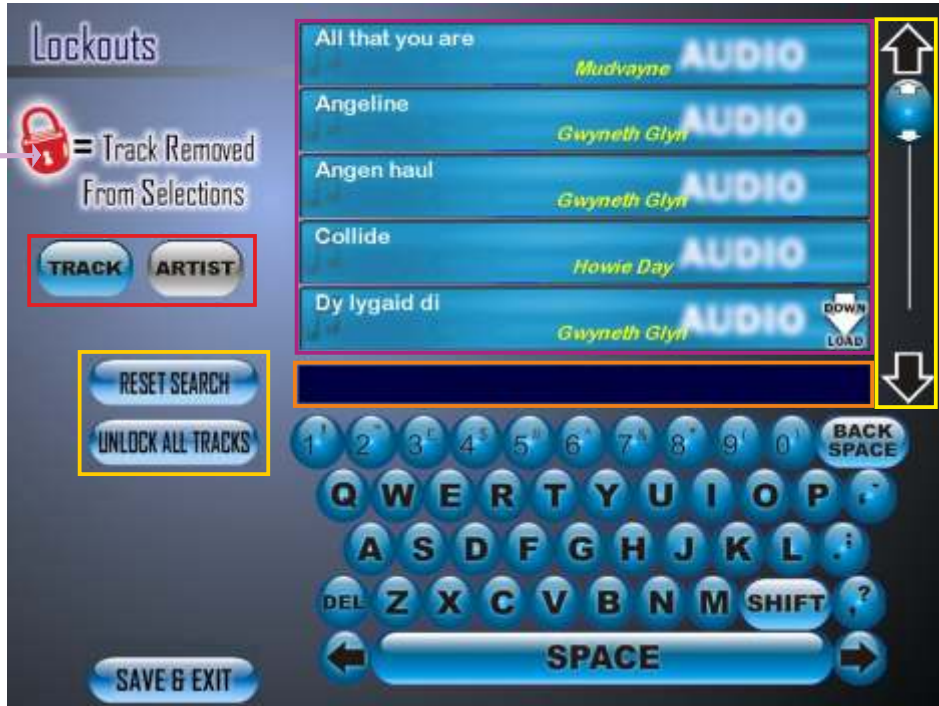 Lockouts
= Track Removed
From Selections
TRACK ARTIST
RESET SEARCH
UNLOCK ALL TRACKS
SAVE & EXIT
All that you are
Mudvayne AUDIO
Angeline
Gwyneth Glyn AUDIO
Angen haul
Gwyneth Glyn AUDIO
Collide
Howie Day AUDIO
Dy lygaid di
Gwyneth Glyn AUDIO
DOWN
LOAD
1 2 3 4 5 6 7 8 9 0 BACK SPACE
Q W E R T Y U I O P
A S D F G H J K L
DEL Z X C V B N M SHIFT , ?
SPACE